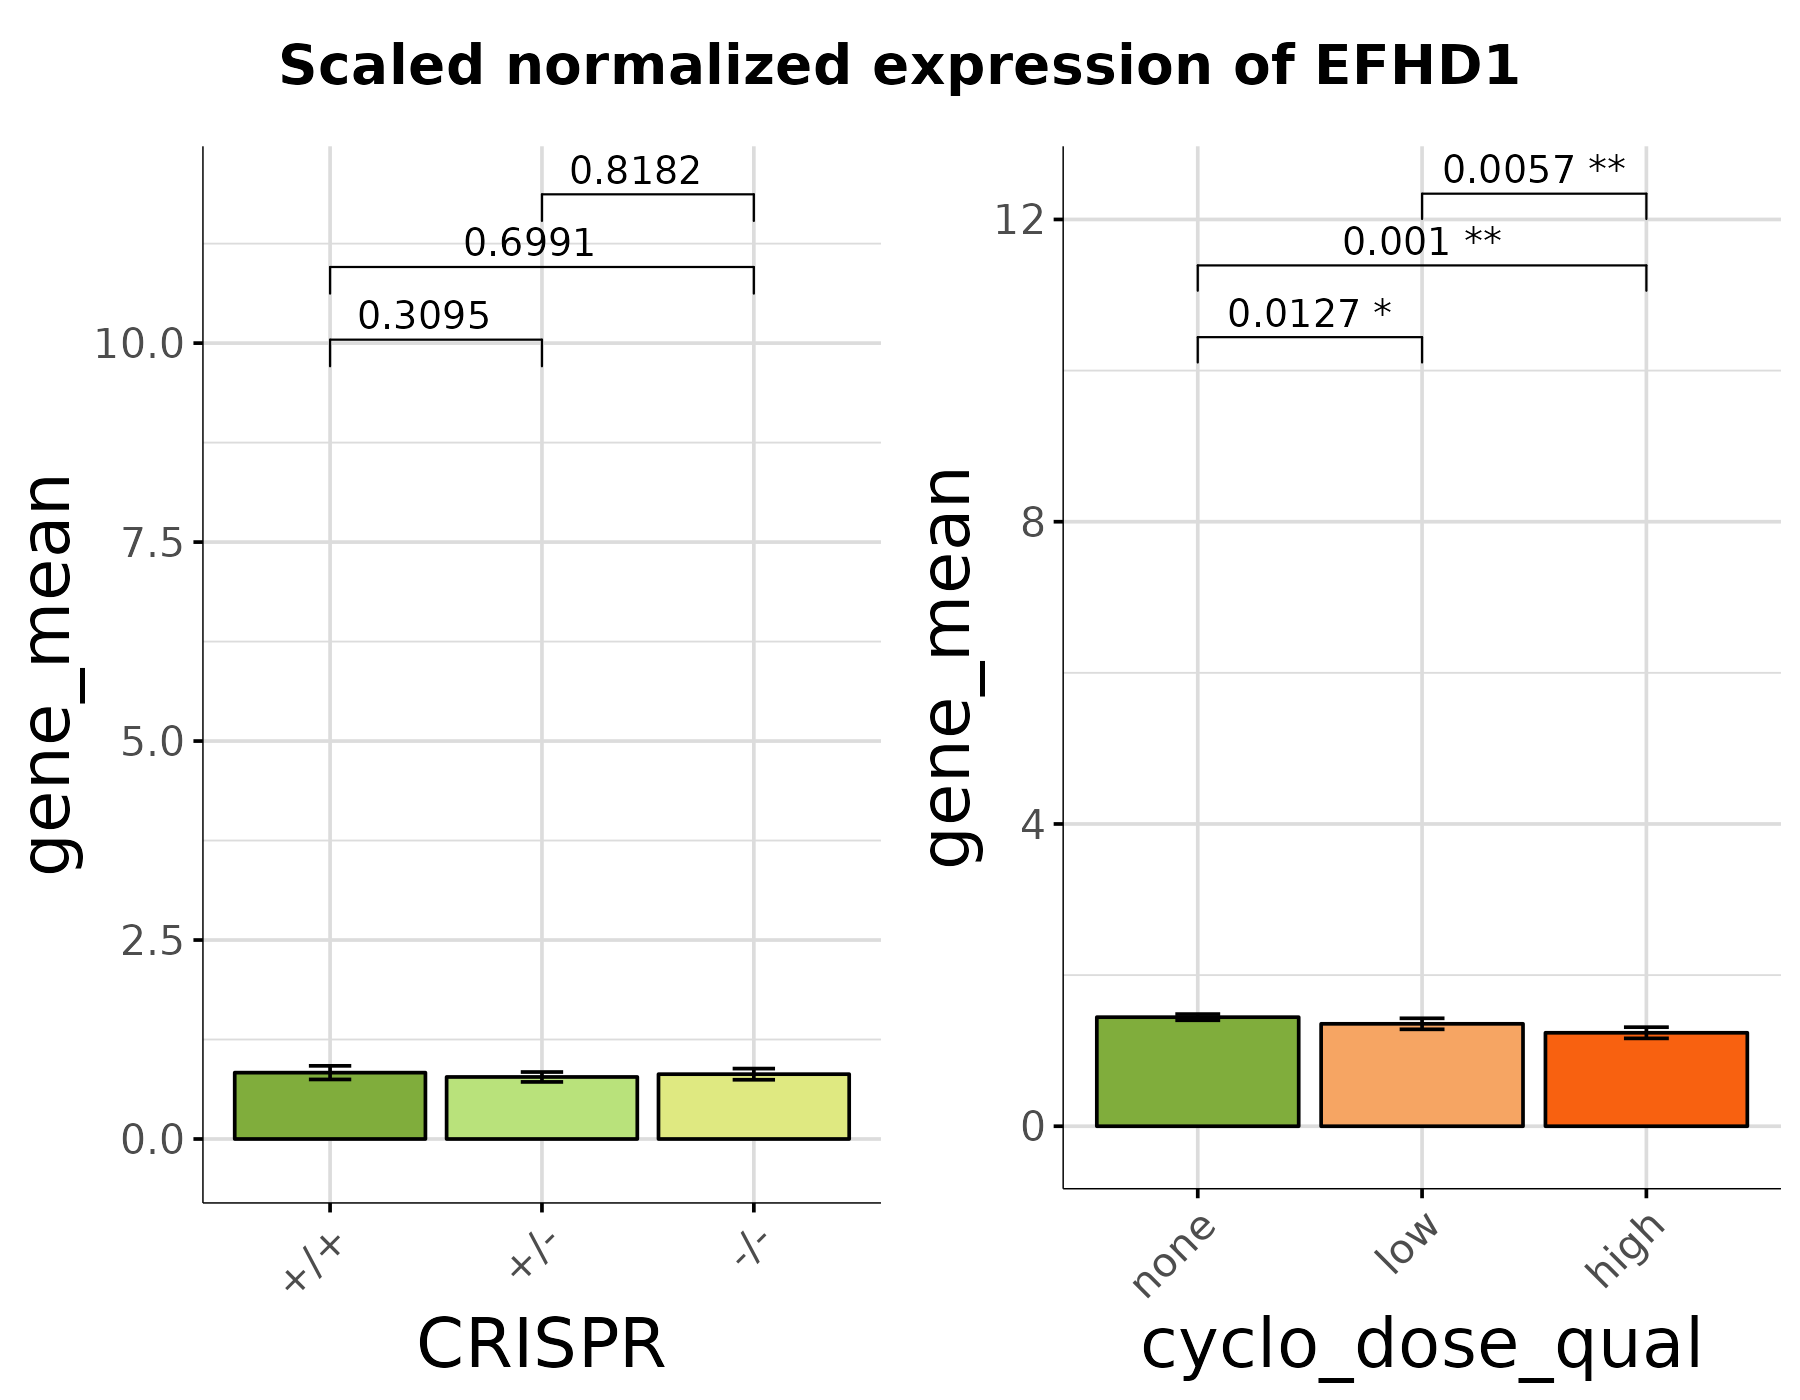 Scaled normalized expression of EFHD1
gene_mean
10.0
7.5
5.0
2.5
0.0
0.8182
0.6991
0.3095
+/+
+/-
-/-
CRISPR
gene_mean
12
8
4
0
0.0057 **
0.001 **
0.0127 *
none
low
high
cyclo_dose_qual